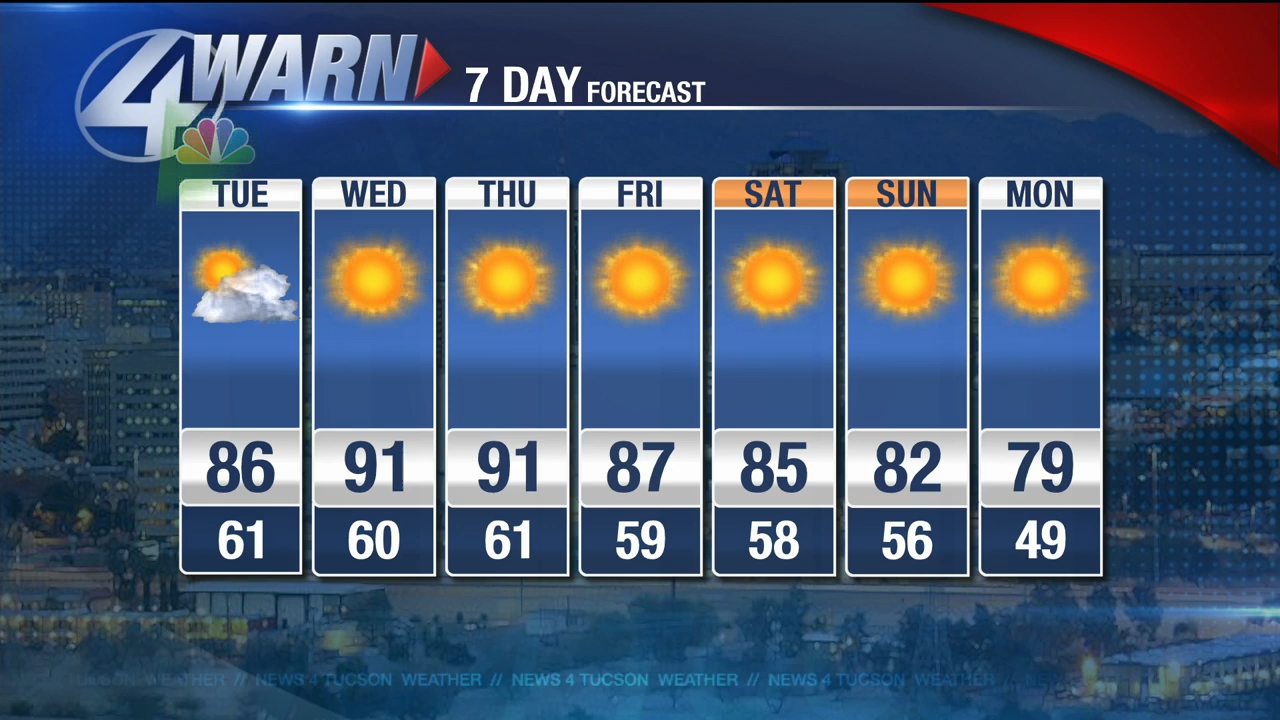 4WARN 7 DAY FORECAST
TUE WED THU FRI SAT SUN MON
86 91 91 87 85 82 79
61 60 61 59 58 56 49
WEATHER // NEWS 4 TUCSON WEATHER // NEWS 4 TUCSON WEATHER // NEWS 4 TUCSON WEATHER //